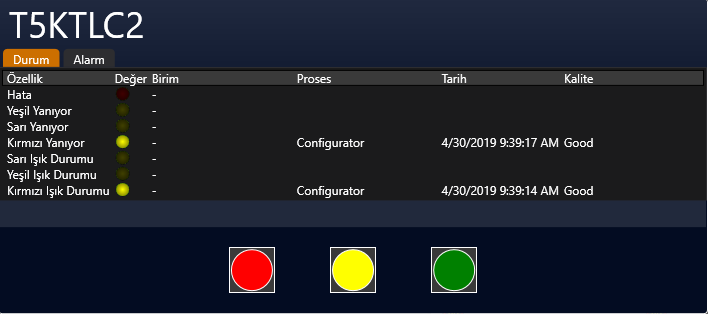 T5KTLC2
Durum Alarm
Özellik Değer Birim Proses Tarih Kalite
Hata -
Yeşil Yanıyor -
Sarı Yanıyor -
Kırmızı Yanıyor - Configurator 4/30/2019 9:39:17 AM Good
Sarı Işık Durumu -
Yeşil Işık Durumu -
Kırmızı Işık Durumu - Configurator 4/30/2019 9:39:14 AM Good